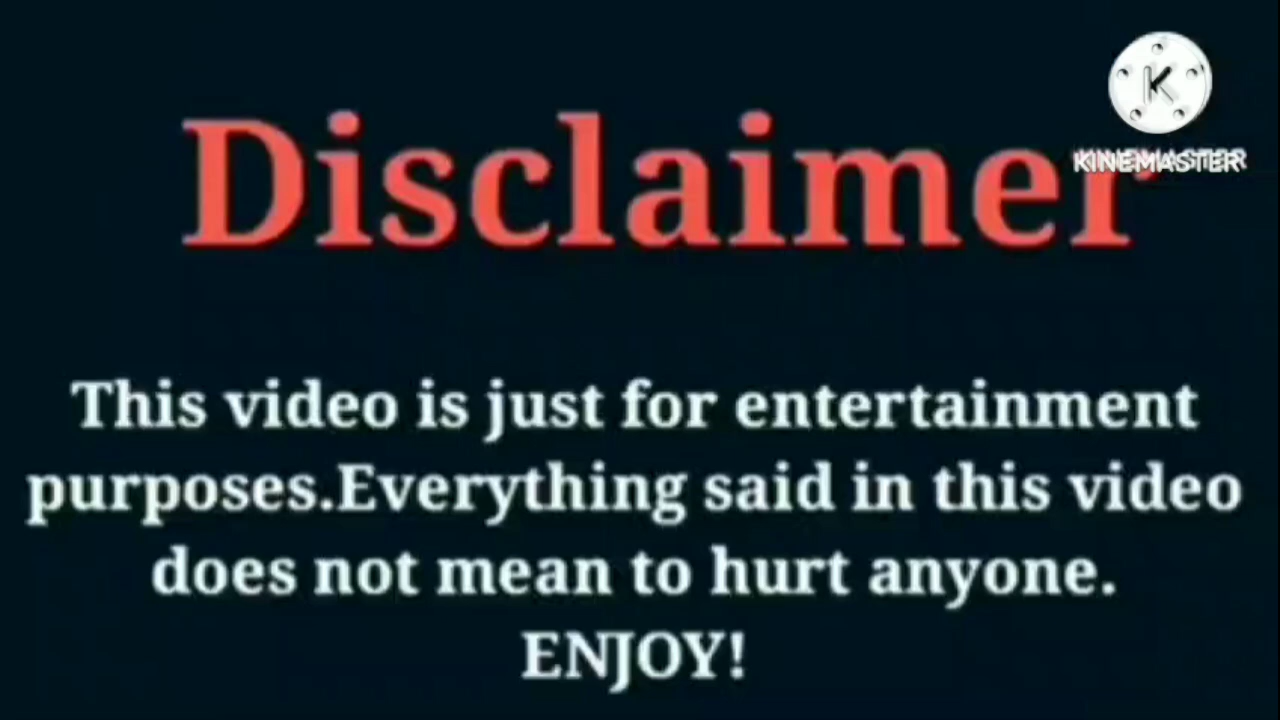 K
KINEMASTER
Disclaimer
This video is just for entertainment
purposes.Everything said in this video
does not mean to hurt anyone.
ENJOY!